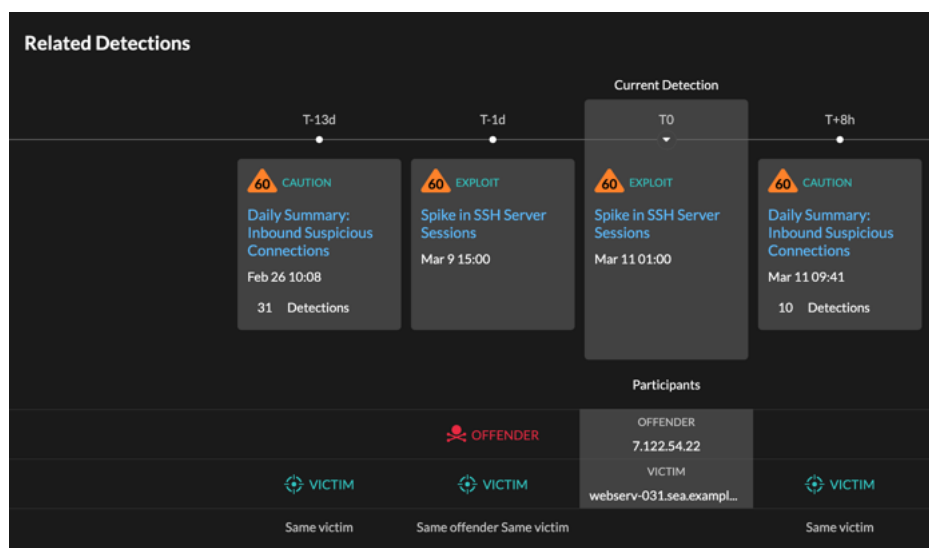 Related Detections
Current Detection
T-13d
T-1d
T0
T+8h
60 CAUTION
Daily Summary:
Inbound Suspicious
Connections
Feb 26 10:08
31 Detections
60 EXPLOIT
Spike in SSH Server
Sessions
Mar 9 15:00
60 EXPLOIT
Spike in SSH Server
Sessions
Mar 11 01:00
60 CAUTION
Daily Summary:
Inbound Suspicious
Connections
Mar 11 09:41
10 Detections
Participants
OFFENDER
OFFENDER
7.122.54.22
VICTIM
VICTIM
VICTIM
webserv-031.sea.exampl...
VICTIM
Same victim
Same offender Same victim
Same victim